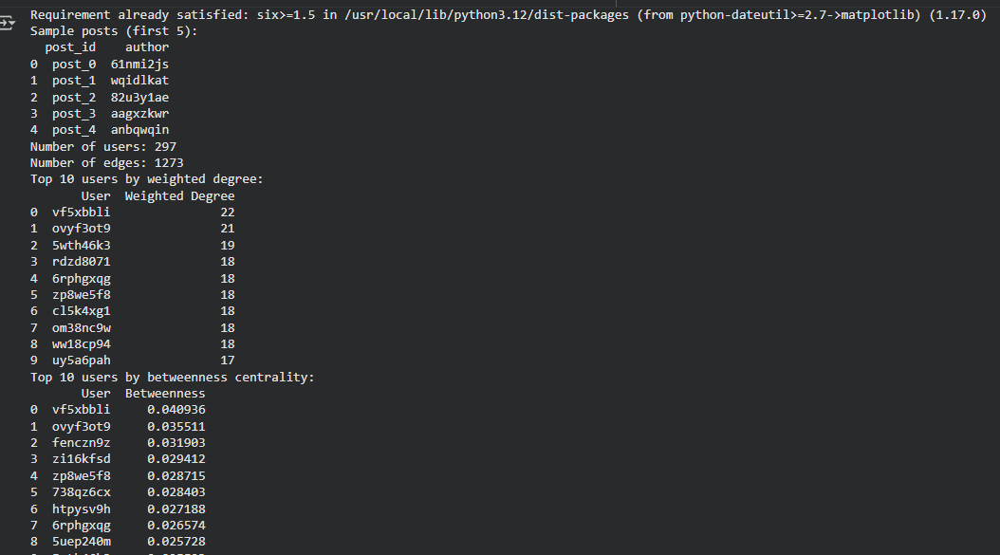 Requirement already satisfied: six>=1.5 in /usr/local/lib/python3.12/dist-packages (from python-dateutil>=2.7->matplotlib) (1.17.0)
Sample posts (first 5):
post_id author
0 post_0 61nmi2js
1 post_1 wqidlkat
2 post_2 82u3y1ae
3 post_3 aagxzkwr
4 post_4 anbqwqin
Number of users: 297
Number of edges: 1273
Top 10 users by weighted degree:
User Weighted Degree
0 vf5xbbli 22
1 ovyf3ot9 21
2 5wth46k3 19
3 rdzd8071 18
4 6rphgxqg 18
5 zp8we5f8 18
6 cl5k4xg1 18
7 om38nc9w 18
8 ww18cp94 18
9 uy5a6pah 17
Top 10 users by betweenness centrality:
User Betweenness
0 vf5xbbli 0.040936
1 ovyf3ot9 0.035511
2 fenczn9z 0.031903
3 zi16kfsd 0.029412
4 zp8we5f8 0.028715
5 738qz6cx 0.028403
6 htpysv9h 0.027188
7 6rphgxqg 0.026574
8 5uep240m 0.025728